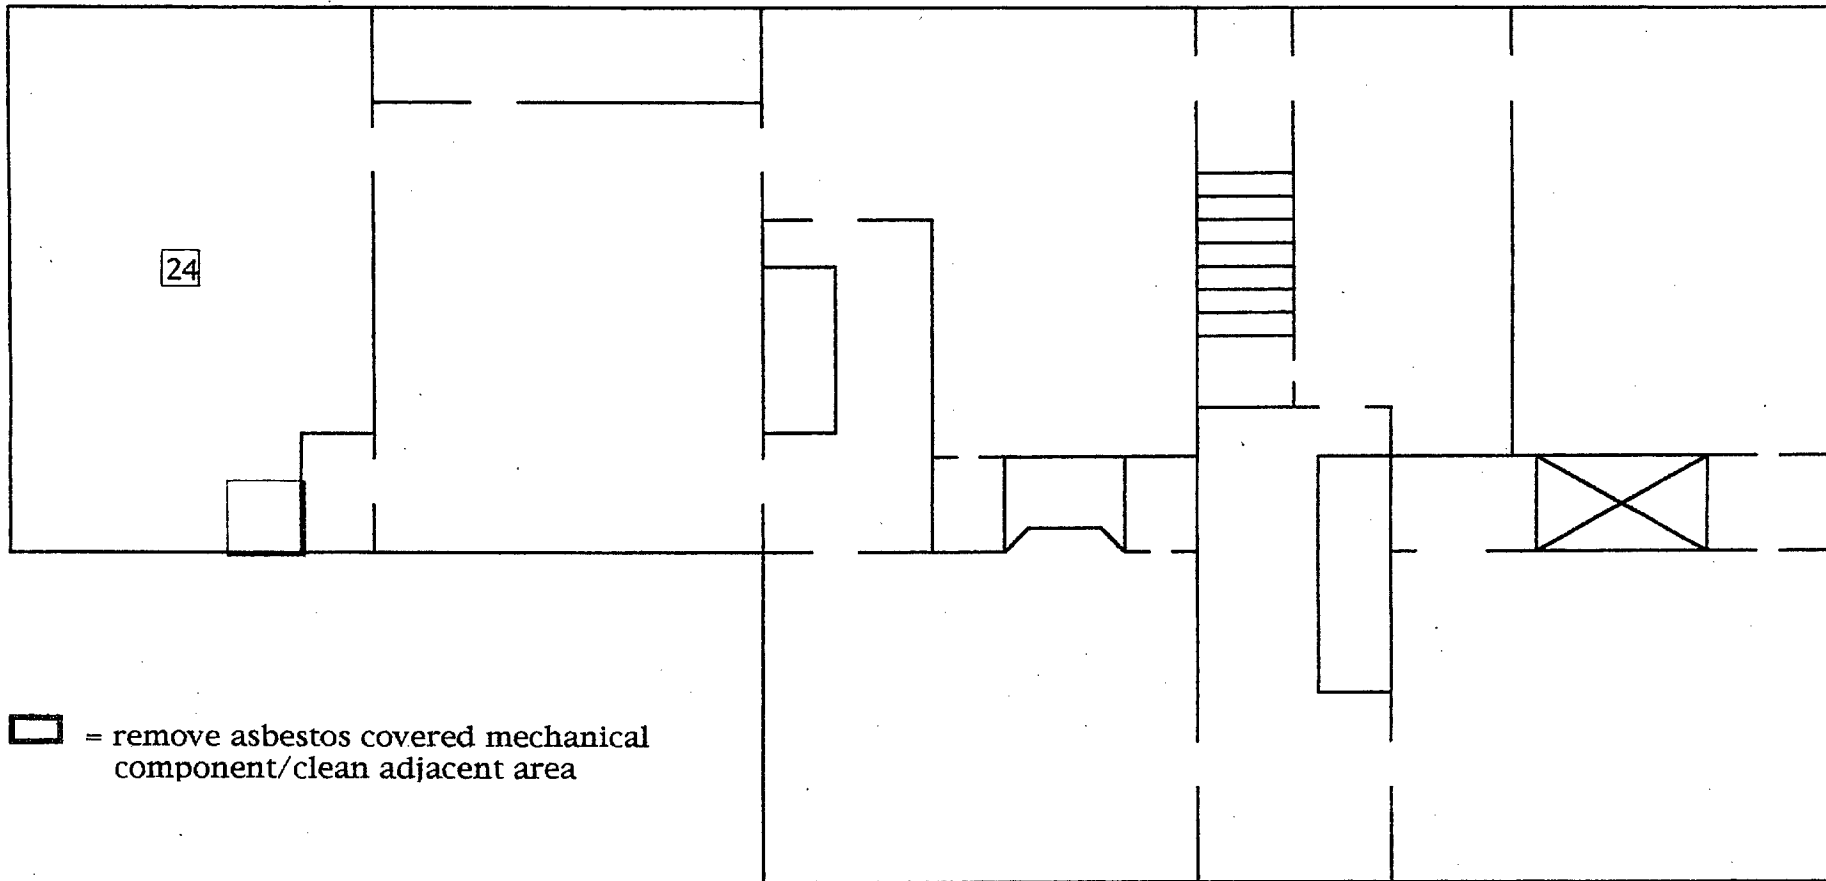 24
= remove asbestos covered mechanical
component/clean adjacent area